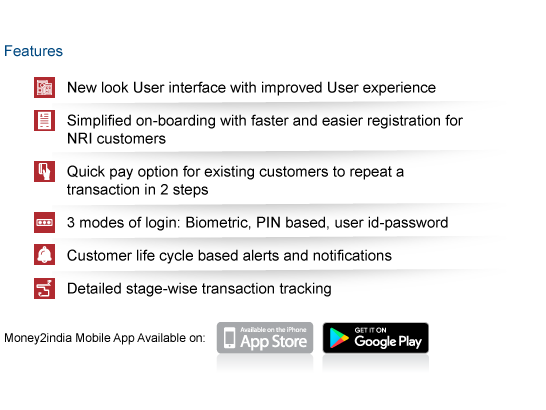 Features
New look User interface with improved User experience
Simplified on-boarding with faster and easier registration for
NRI customers
Quick pay option for existing customers to repeat a
transaction in 2 steps
3 modes of login: Biometric, PIN based, user id-password
Customer life cycle based alerts and notifications
Detailed stage-wise transaction tracking
Money2india Mobile App Available on:
Available on the iPhone
App Store
GET IT ON
Google Play